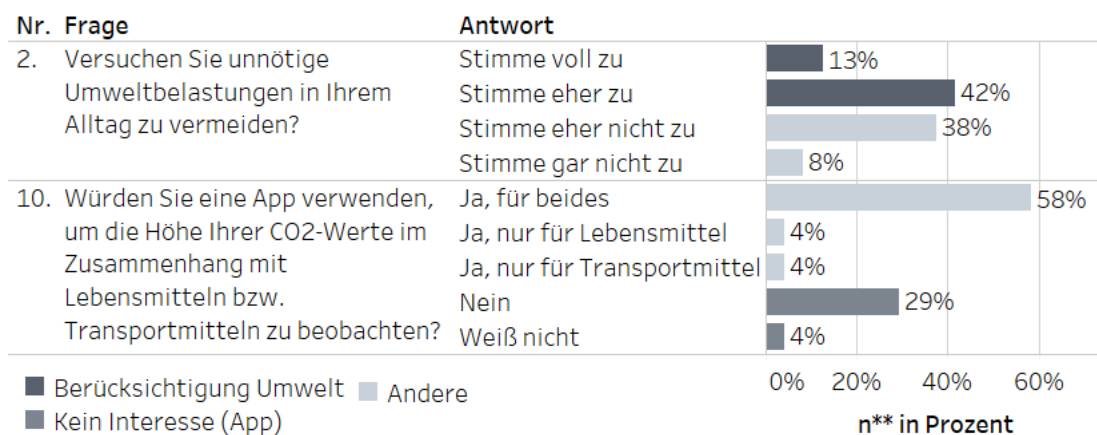 Nr. Frage Antwort
2. Versuchen Sie unnötige Stimme voll zu 13%
Umweltbelastungen in Ihrem Stimme eher zu 42%
Alltag zu vermeiden? Stimme eher nicht zu 38%
Stimme gar nicht zu 8%
10. Würden Sie eine App verwenden, Ja, für beides 58%
um die Höhe Ihrer CO2-Werte im Ja, nur für Lebensmittel 4%
Zusammenhang mit Ja, nur für Transportmittel 4%
Lebensmitteln bzw. Nein 29%
Transportmitteln zu beobachten? Weiß nicht 4%
0% 20% 40% 60%
n** in Prozent
Berücksichtigung Umwelt Andere
Kein Interesse (App)